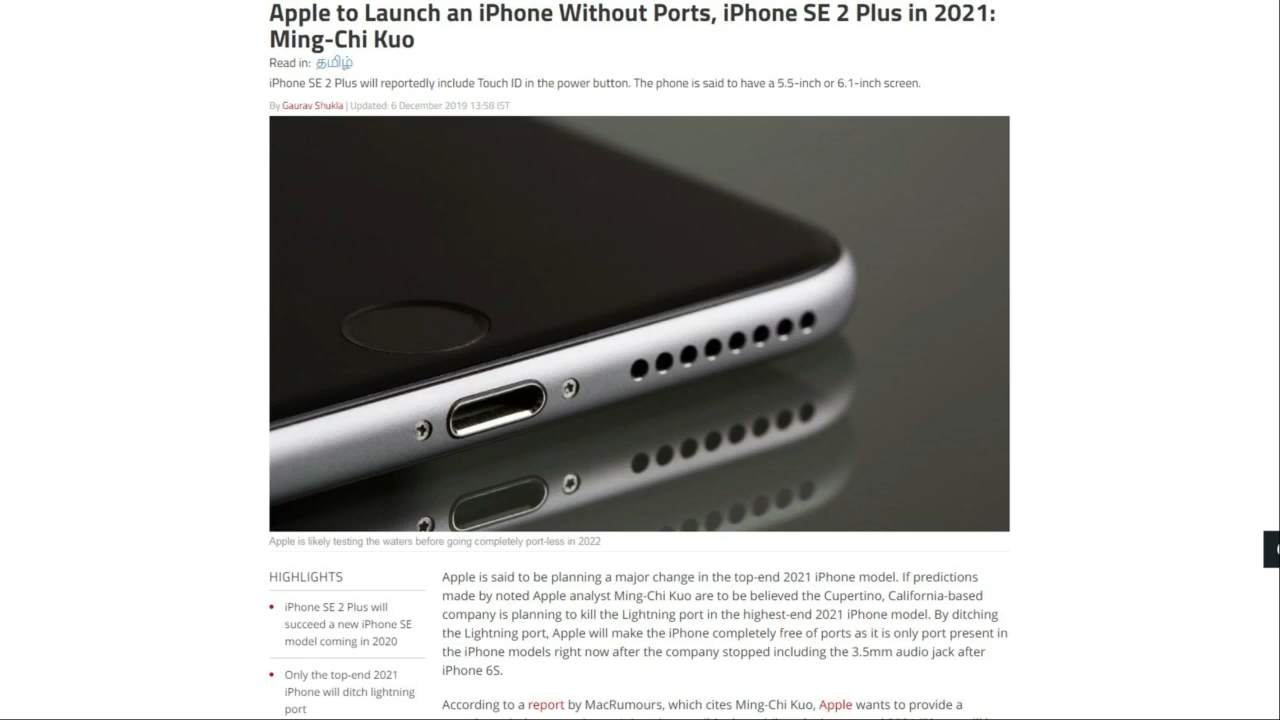 Apple to Launch an iPhone Without Ports, iPhone SE 2 Plus in 2021:
Ming-Chi Kuo
Read in: தமிழ்
iPhone SE 2 Plus will reportedly include Touch ID in the power button. The phone is said to have a 5.5-inch or 6.1-inch screen.
By Gaurav Shukla | Updated: 6 December 2019 13:58 IST
Apple is likely testing the waters before going completely port-less in 2022
HIGHLIGHTS
iPhone SE 2 Plus will
succeed a new iPhone SE
model coming in 2020
Only the top-end 2021
iPhone will ditch lightning
port
Apple is said to be planning a major change in the top-end 2021 iPhone model. If predictions
made by noted Apple analyst Ming-Chi Kuo are to be believed the Cupertino, California-based
company is planning to kill the Lightning port in the highest-end 2021 iPhone model. By ditching
the Lightning port, Apple will make the iPhone completely free of ports as it is only port present in
the iPhone models right now after the company stopped including the 3.5mm audio jack after
iPhone 6S.
According to a report by MacRumours, which cites Ming-Chi Kuo, Apple wants to provide a